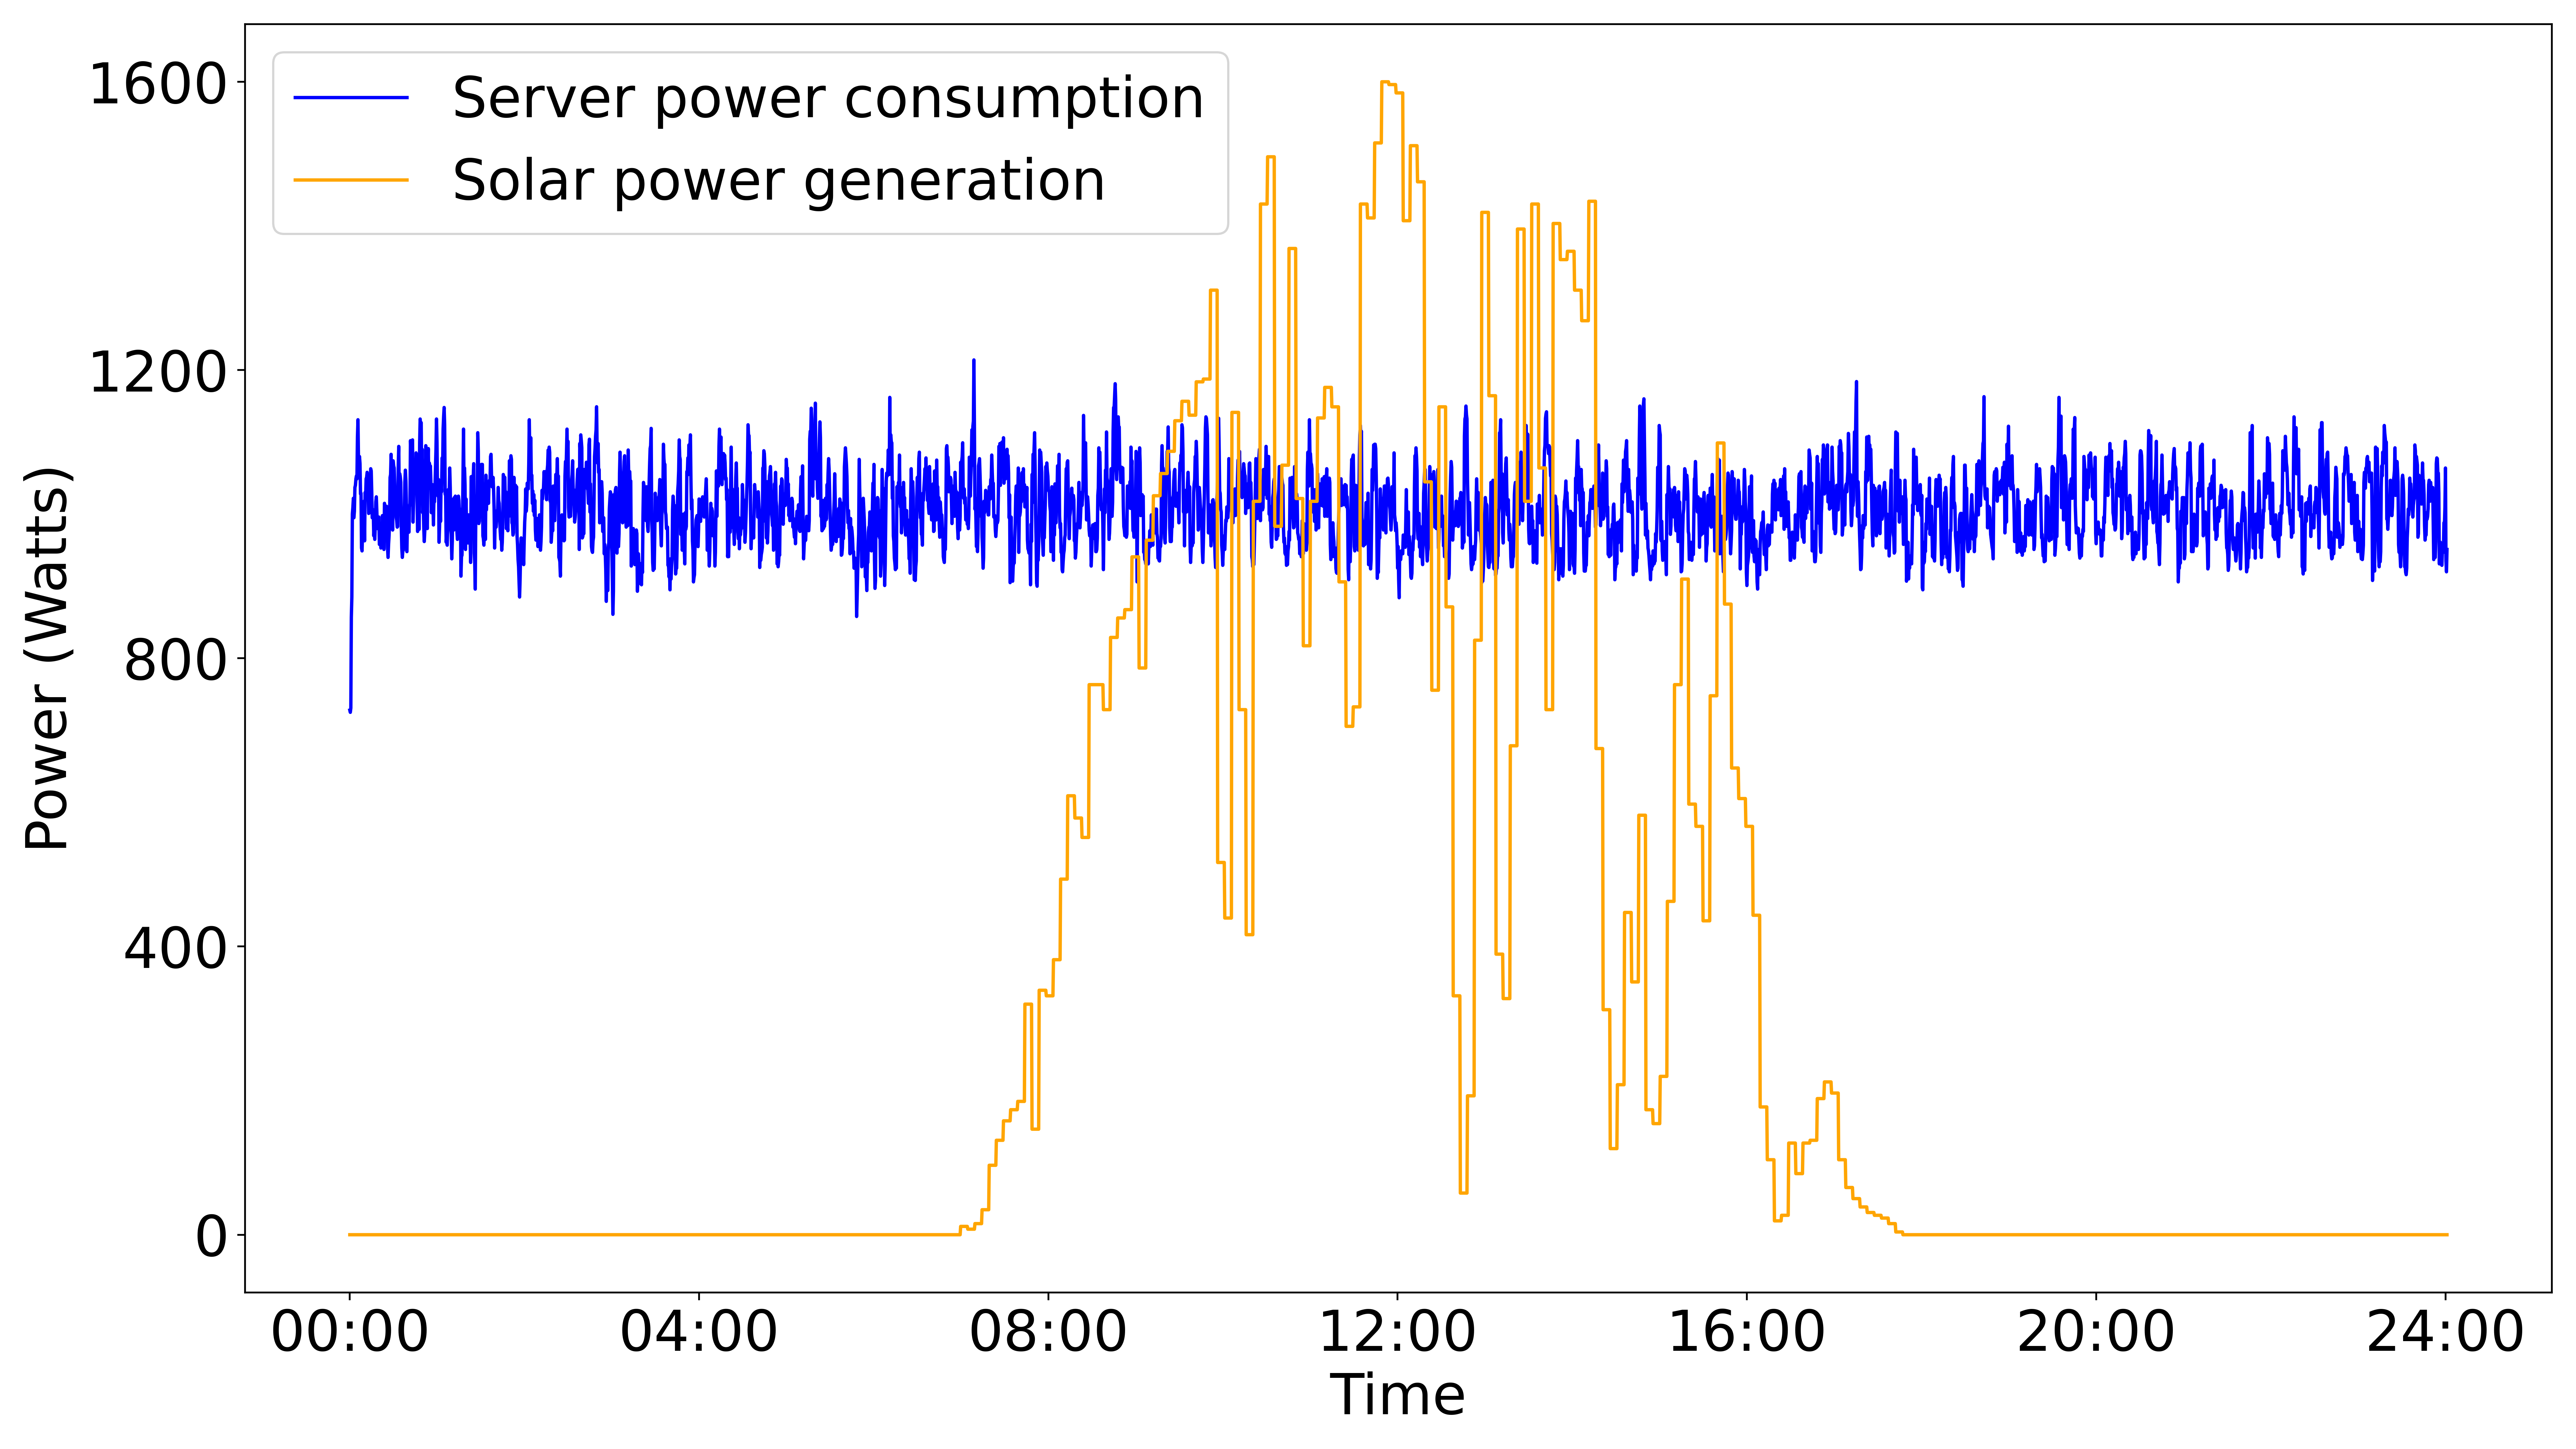 Server power consumption
Solar power generation
Power (Watts)
1600
1200
800
400
0
00:00 04:00 08:00 12:00 16:00 20:00 24:00
Time